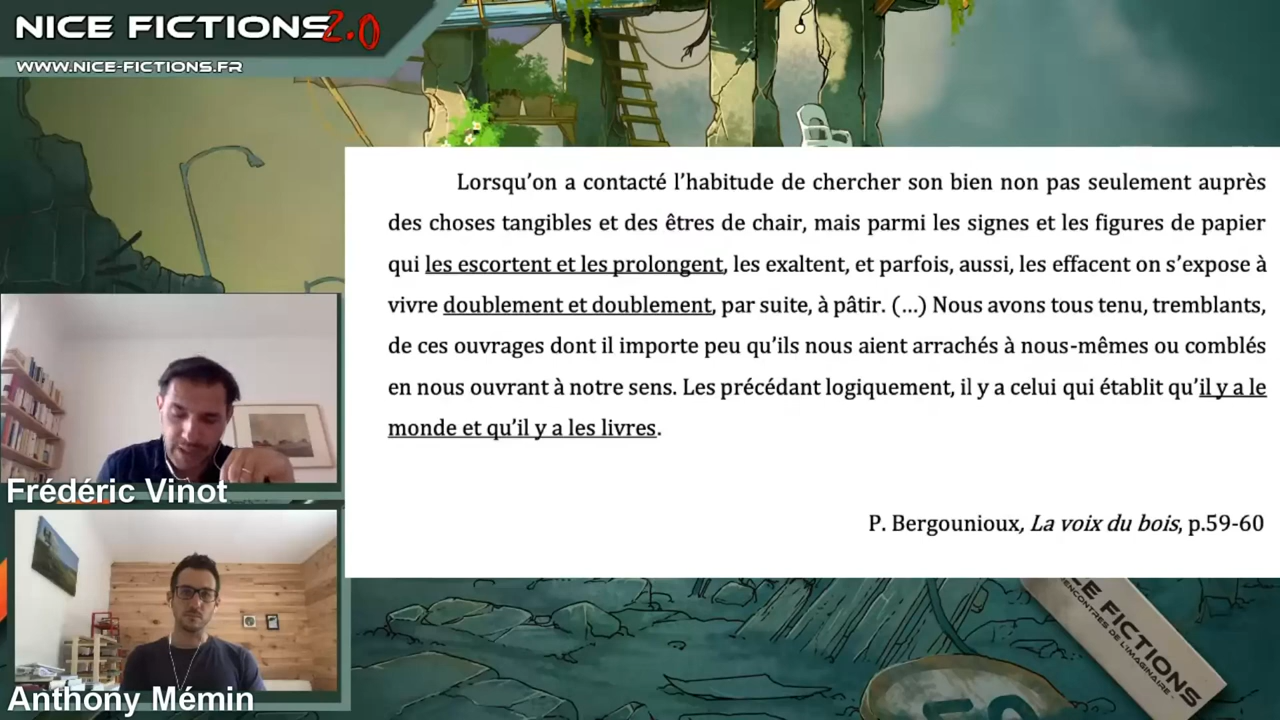 NICE FICTIONS 2.0
WWW.NICE-FICTIONS.FR
Lorsqu’on a contacté l’habitude de chercher son bien non pas seulement auprès
des choses tangibles et des êtres de chair, mais parmi les signes et les figures de papier
qui les escortent et les prolongent, les exaltent, et parfois, aussi, les effacent on s’expose à
vivre doublement et doublement, par suite, à pâtir. (…) Nous avons tous tenu, tremblants,
de ces ouvrages dont il importe peu qu’ils nous aient arrachés à nous-mêmes ou comblés
en nous ouvrant à notre sens. Les précédant logiquement, il y a celui qui établit qu’il y a le
monde et qu’il y a les livres.
P. Bergounioux, La voix du bois, p.59-60
Frédéric Vinot
Anthony Mémin
CE FICTIONS
RENCONTRES DE L'IMAGINAIRE